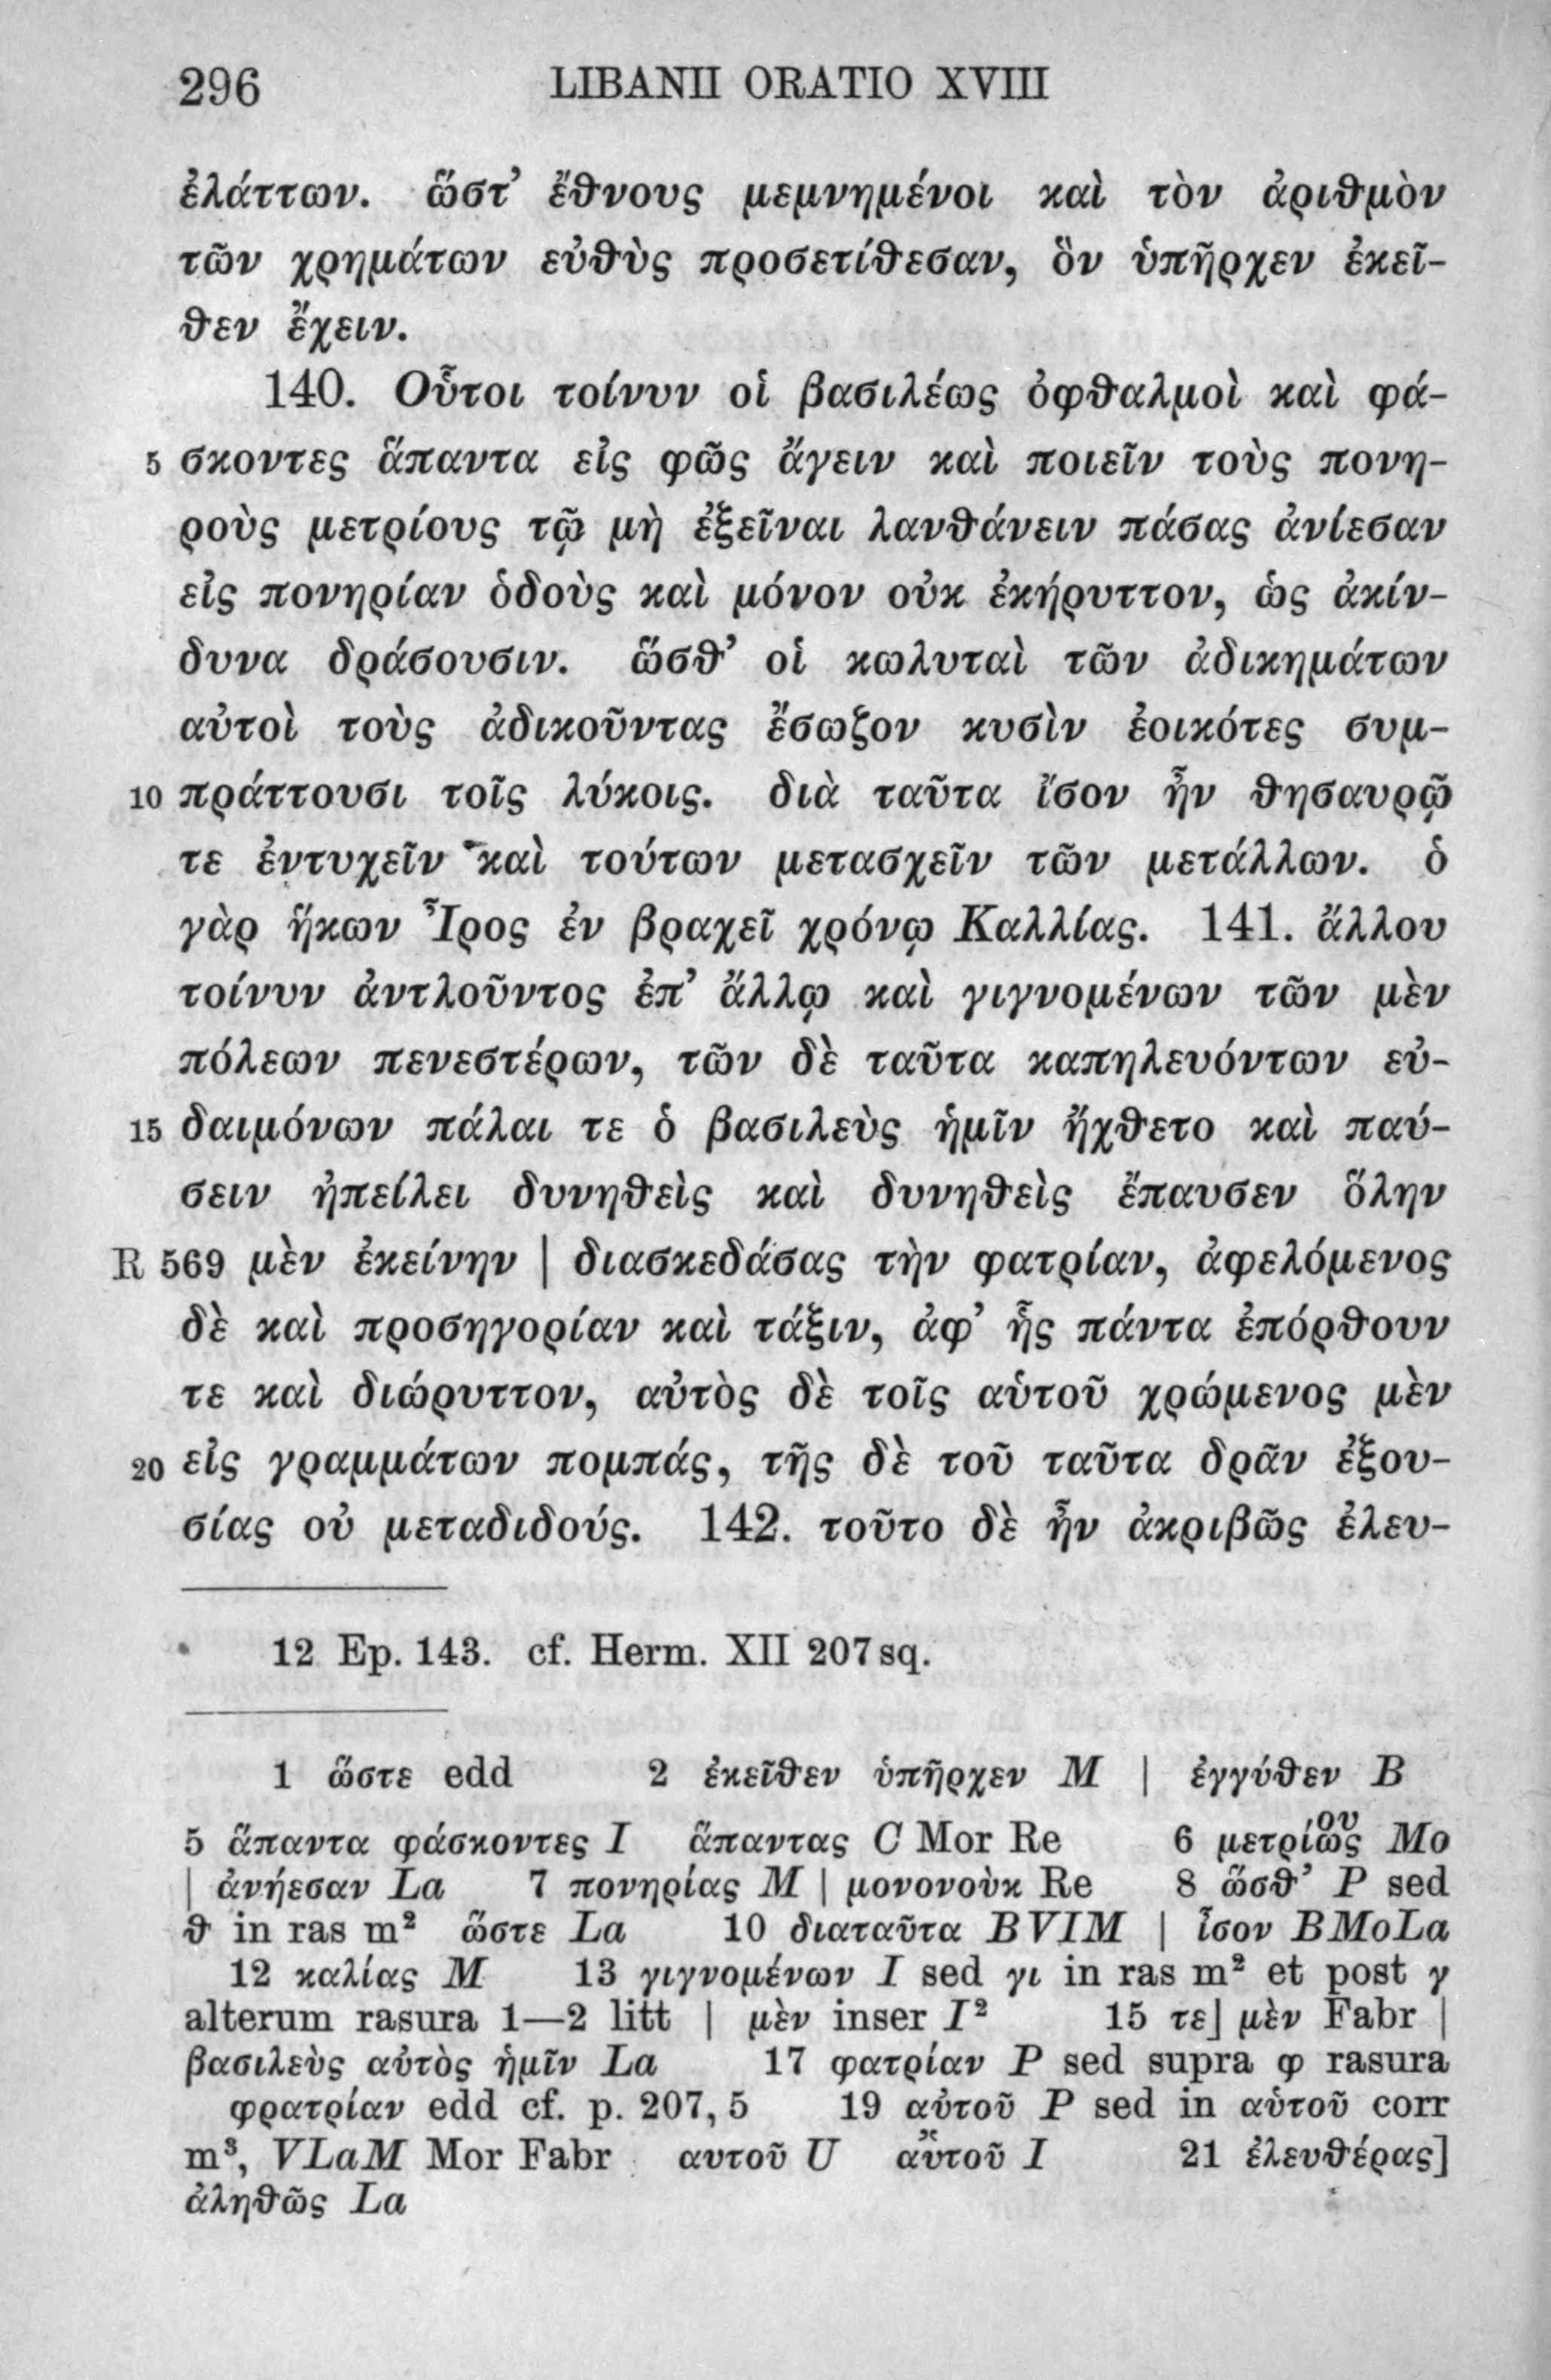 296 LIBANII ORATIO XVIII
ἐλάττων. ὥστ’ ἔθνους μεμνημένοι καὶ τὸν ἀριθμὸν
τῶν χρημάτων εὐθὺς προσετίθεσαν, ὃν ὑπῆρχεν ἐκεῖ-
θεν ἔχειν.
140. Οὗτοι τοίνυν οἱ βασιλέως ὀφθαλμοὶ καὶ φά-
5 σκοντες ἅπαντα εἰς φῶς ἄγειν καὶ ποιεῖν τοὺς πονη-
ροὺς μετρίους τῷ μὴ ἐξεῖναι λανθάνειν πάσας ἀνίεσαν
εἰς πονηρίαν ὁδοὺς καὶ μόνον οὐκ ἐκήρυττον, ὡς ἀκίν-
δυνα δράσουσιν. ὥσθ’ οἱ κωλυταὶ τῶν ἀδικημάτων
αὐτοὶ τοὺς ἀδικοῦντας ἔσωζον κυσὶν ἐοικότες συμ-
10 πράττουσι τοῖς λύκοις. διὰ ταῦτα ἴσον ἦν θησαυρῷ
τε ἐντυχεῖν καὶ τούτων μετασχεῖν τῶν μετάλλων. ὁ
γὰρ ἥκων Ἶρος ἐν βραχεῖ χρόνῳ Καλλίας. 141. ἄλλου
τοίνυν ἀντλοῦντος ἐπ’ ἄλλῳ καὶ γιγνομένων τῶν μὲν
πόλεων πενεστέρων, τῶν δὲ ταῦτα καπηλευόντων εὐ-
15 δαιμόνων πάλαι τε ὁ βασιλεὺς ἡμῖν ἤχθετο καὶ παύ-
σειν ἠπείλει δυνηθεὶς καὶ δυνηθεὶς ἔπαυσεν ὅλην
R 569 μὲν ἐκείνην | διασκεδάσας τὴν φατρίαν, ἀφελόμενος
δὲ καὶ προσηγορίαν καὶ τάξιν, ἀφ’ ἧς πάντα ἐπόρθουν
τε καὶ διώρυττον, αὐτὸς δὲ τοῖς αὑτοῦ χρώμενος μὲν
20 εἰς γραμμάτων πομπάς, τῆς δὲ τοῦ ταῦτα δρᾶν ἐξου-
σίας οὐ μεταδιδούς. 142. τοῦτο δὲ ἦν ἀκριβῶς ἐλευ-
12 Ep. 143. cf. Herm. XII 207 sq.
1 ὥστε edd 2 ἐκεῖθεν ὑπῆρχεν M | ἐγγύθεν B
5 ἅπαντα φάσκοντες I ἅπαντας C Mor Re 6 μετρίωςου Mo
| ἀνήεσαν La 7 πονηρίας M | μονονοὺκ Re 8 ὥσθ’ P sed
θ in ras m² ὥστε La 10 διαταῦτα BVIM | ἶσον BMoLa
12 καλίας M 13 γιγνομένων I sed γι in ras m² et post γ
alterum rasura 1—2 litt | μὲν inser I² 15 τε] μὲν Fabr |
βασιλεὺς αὐτὸς ἡμῖν La 17 φατρίαν P sed supra φ rasura
φρατρίαν edd cf. p. 207, 5 19 αὐτοῦ P sed in αὑτοῦ corr
m³, VLaM Mor Fabr αυτοῦ U αὑτοῦ I 21 ἐλευθέρας]
ἀληθῶς La